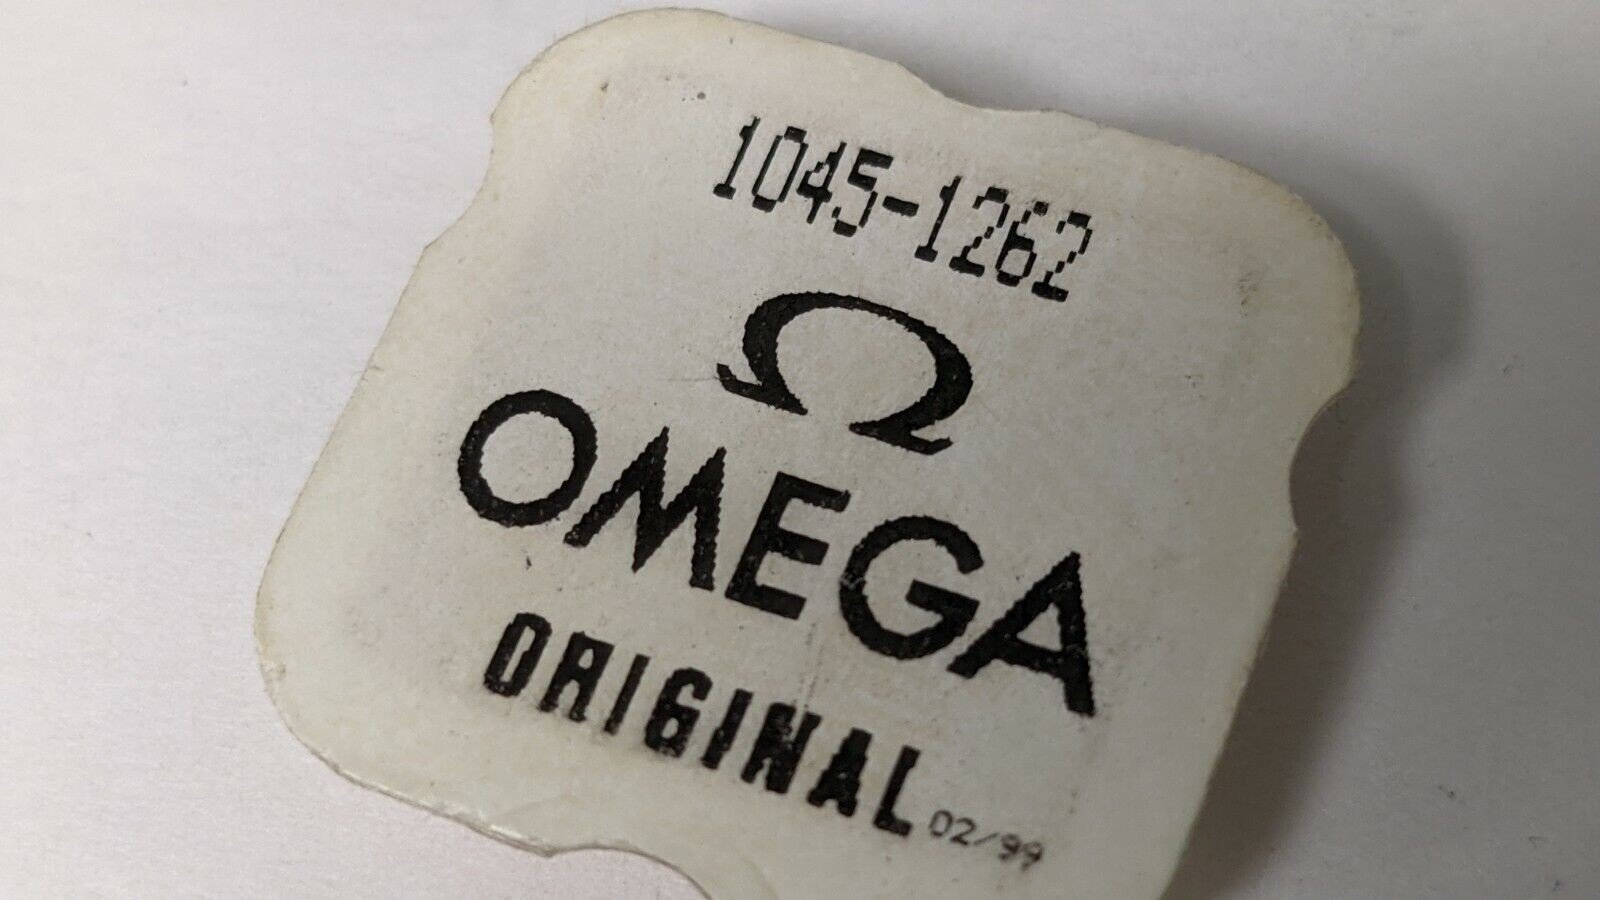 1045-1262
Ω
OMEGA
ORIGINAL 02/99